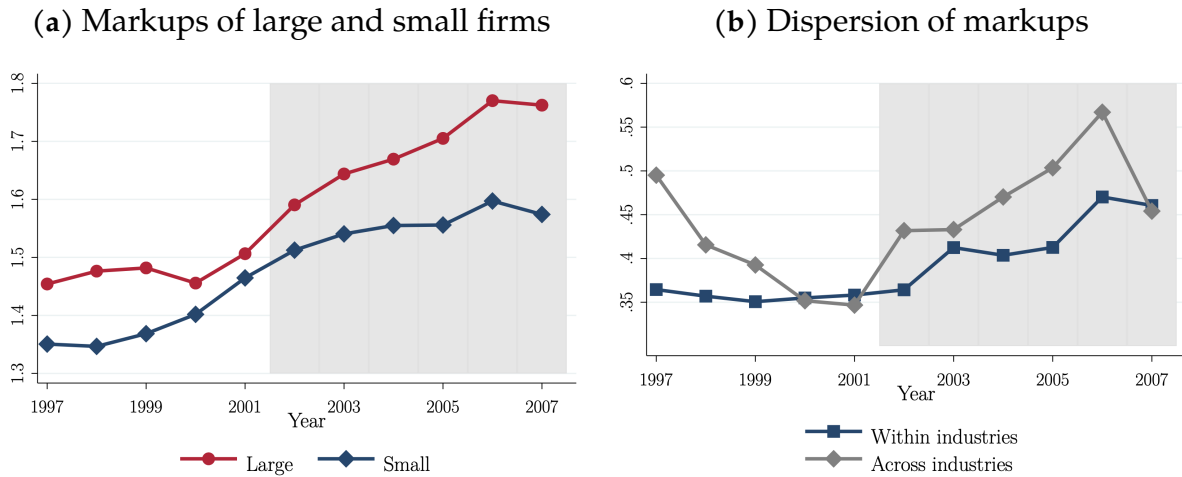 (a) Markups of large and small firms
1.8
1.7
1.6
1.5
1.4
1.3
1997 1999 2001 2003 2005 2007
Year
Large Small
(b) Dispersion of markups
.6
.55
.5
.45
.4
.35
1997 1999 2001 2003 2005 2007
Year
Within industries
Across industries